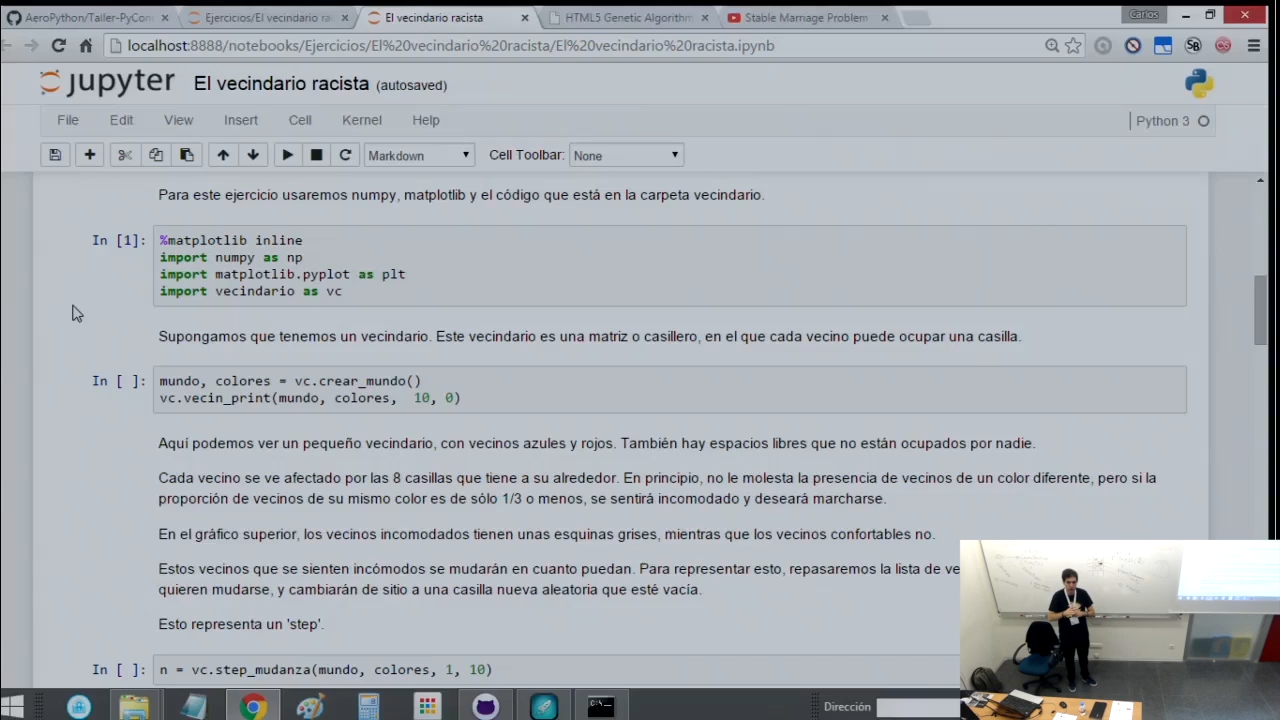 AeroPython/Taller-PyCon
Ejercicios/El vecindario ra
El vecindario racista
HTML5 Genetic Algorithm
Stable Marriage Problem
Carlos
localhost:8888/notebooks/Ejercicios/El%20vecindario%20racista/El%20vecindario%20racista.ipynb
jupyter El vecindario racista (autosaved)
File Edit View Insert Cell Kernel Help
Python 3
Markdown Cell Toolbar: None
Para este ejercicio usaremos numpy, matplotlib y el código que está en la carpeta vecindario.
In [1]: %matplotlib inline
import numpy as np
import matplotlib.pyplot as plt
import vecindario as vc
Supongamos que tenemos un vecindario. Este vecindario es una matriz o casillero, en el que cada vecino puede ocupar una casilla.
In [ ]: mundo, colores = vc.crear_mundo()
vc.vecin_print(mundo, colores, 10, 0)
Aquí podemos ver un pequeño vecindario, con vecinos azules y rojos. También hay espacios libres que no están ocupados por nadie.
Cada vecino se ve afectado por las 8 casillas que tiene a su alrededor. En principio, no le molesta la presencia de vecinos de un color diferente, pero si la
proporción de vecinos de su mismo color es de sólo 1/3 o menos, se sentirá incomodado y deseará marcharse.
En el gráfico superior, los vecinos incomodados tienen unas esquinas grises, mientras que los vecinos confortables no.
Estos vecinos que se sienten incómodos se mudarán en cuanto puedan. Para representar esto, repasaremos la lista de ve
quieren mudarse, y cambiarán de sitio a una casilla nueva aleatoria que esté vacía.
Esto representa un 'step'.
In [ ]: n = vc.step_mudanza(mundo, colores, 1, 10)
Dirección